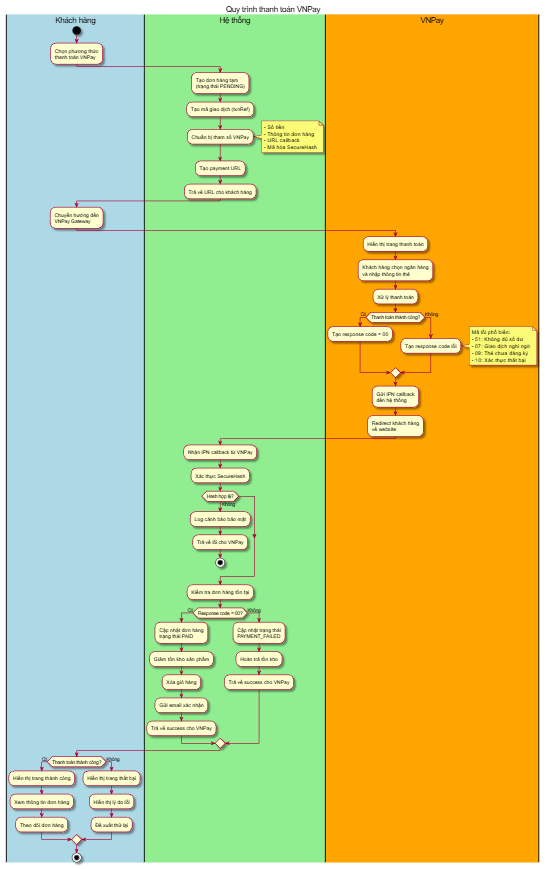 Quy trình thanh toán VNPay
Khách hàng
Hệ thống
VNPay
Chọn phương thức
thanh toán VNPay
Tạo đơn hàng tạm
(trạng thái PENDING)
Tạo mã giao dịch (txnRef)
Chuẩn bị tham số VNPay
- Số tiền
- Thông tin đơn hàng
- URL callback
- Mã hóa SecureHash
Tạo payment URL
Trả về URL cho khách hàng
Chuyển hướng đến
VNPay Gateway
Hiển thị trang thanh toán
Khách hàng chọn ngân hàng
và nhập thông tin thẻ
Xử lý thanh toán
Thanh toán thành công?
Có
Không
Tạo response code = 00
Tạo response code lỗi
Mã lỗi phổ biến:
- 51: Không đủ số dư
- 07: Giao dịch nghi ngờ
- 09: Thẻ chưa đăng ký
- 10: Xác thực thất bại
Gửi IPN callback
đến hệ thống
Redirect khách hàng
về website
Nhận IPN callback từ VNPay
Xác thực SecureHash
Hash hợp lệ?
Không
Log cảnh báo bảo mật
Trả về lỗi cho VNPay
Kiểm tra đơn hàng tồn tại
Response code = 00?
Có
Không
Cập nhật đơn hàng
trạng thái PAID
Cập nhật trạng thái
PAYMENT_FAILED
Giảm tồn kho sản phẩm
Hoàn trả tồn kho
Xóa giỏ hàng
Trả về success cho VNPay
Gửi email xác nhận
Trả về success cho VNPay
Thanh toán thành công?
Có
Không
Hiển thị trang thành công
Hiển thị trang thất bại
Xem thông tin đơn hàng
Hiển thị lý do lỗi
Theo dõi đơn hàng
Đề xuất thử lại